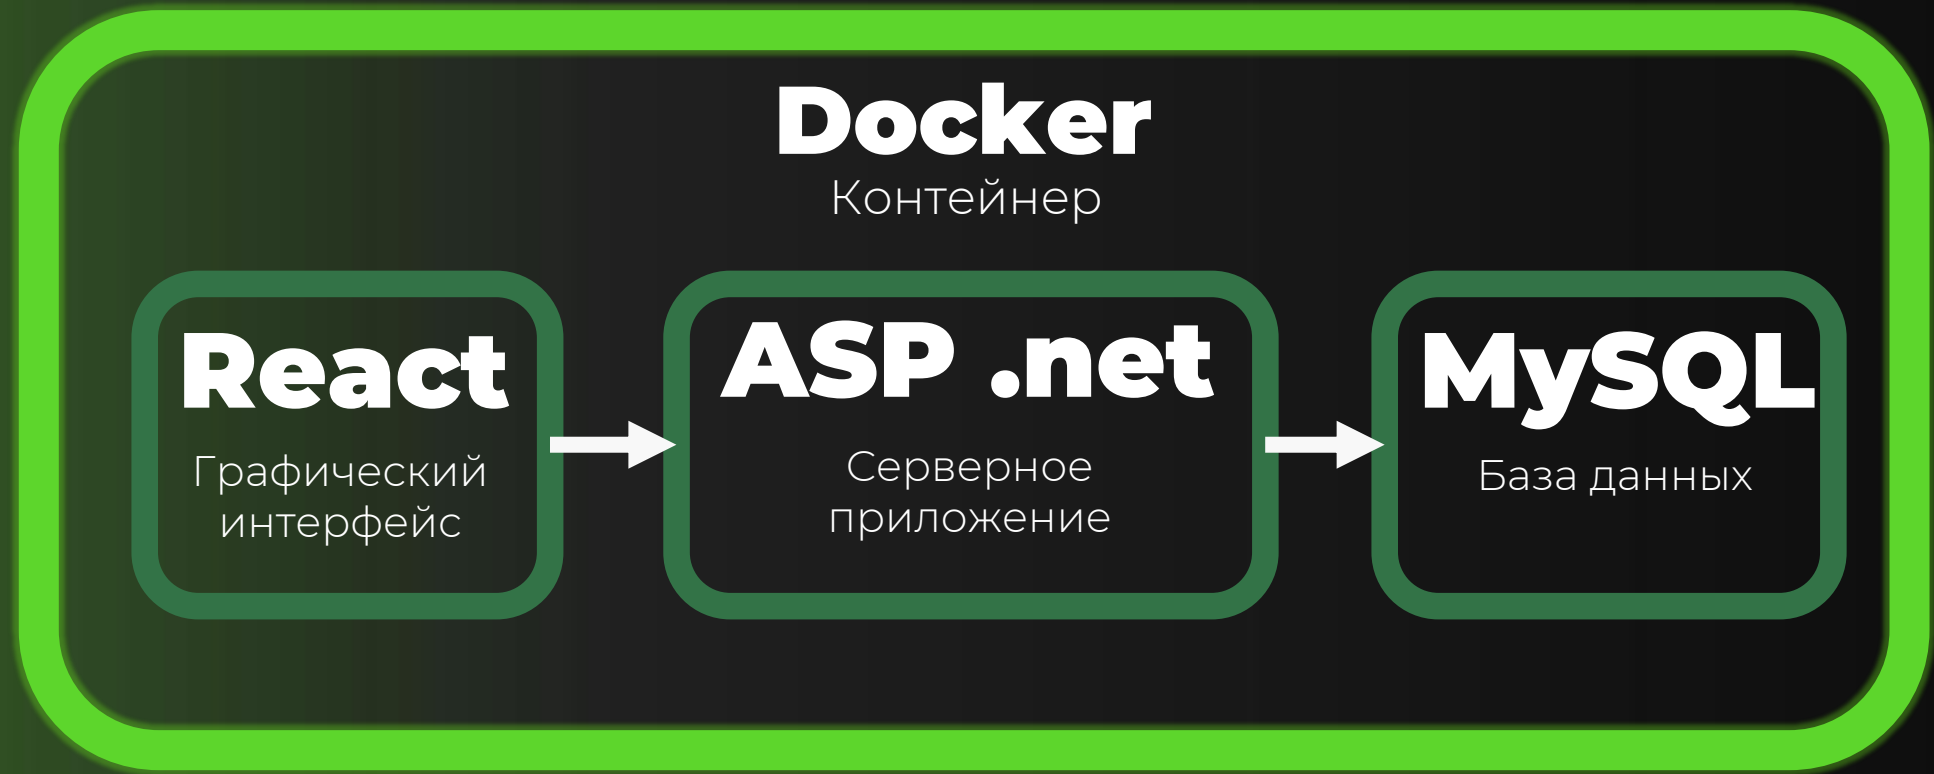 Docker
Контейнер
React
Графический
интерфейс
ASP .net
Серверное
приложение
MySQL
База данных